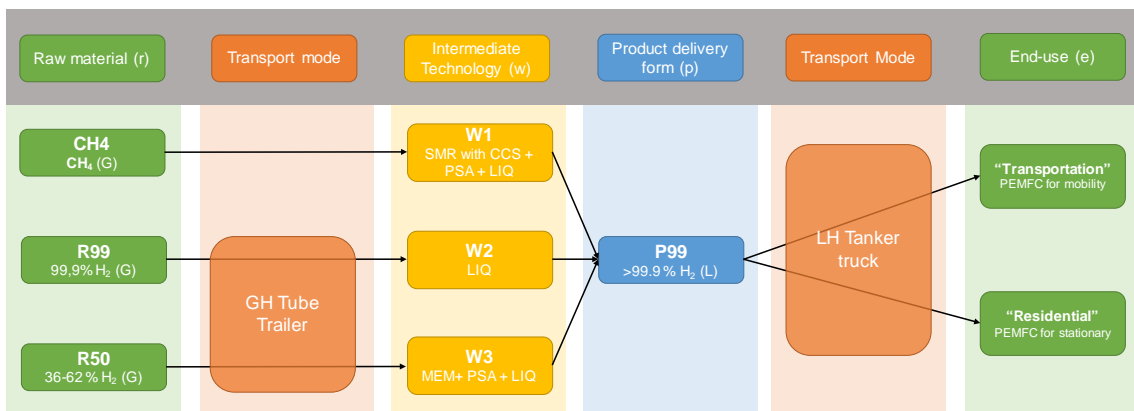 Raw material (r)
Transport mode
Intermediate
Technology (w)
Product delivery
form (p)
Transport Mode
End-use (e)
CH4
CH₄ (G)
W1
SMR with CCS +
PSA + LIQ
"Transportation"
PEMFC for mobility
R99
99,9% H₂ (G)
GH Tube
Trailer
W2
LIQ
P99
>99.9% H₂ (L)
LH Tanker
truck
R50
36-62 % H₂ (G)
W3
MEM+ PSA + LIQ
"Residential"
PEMFC for stationary